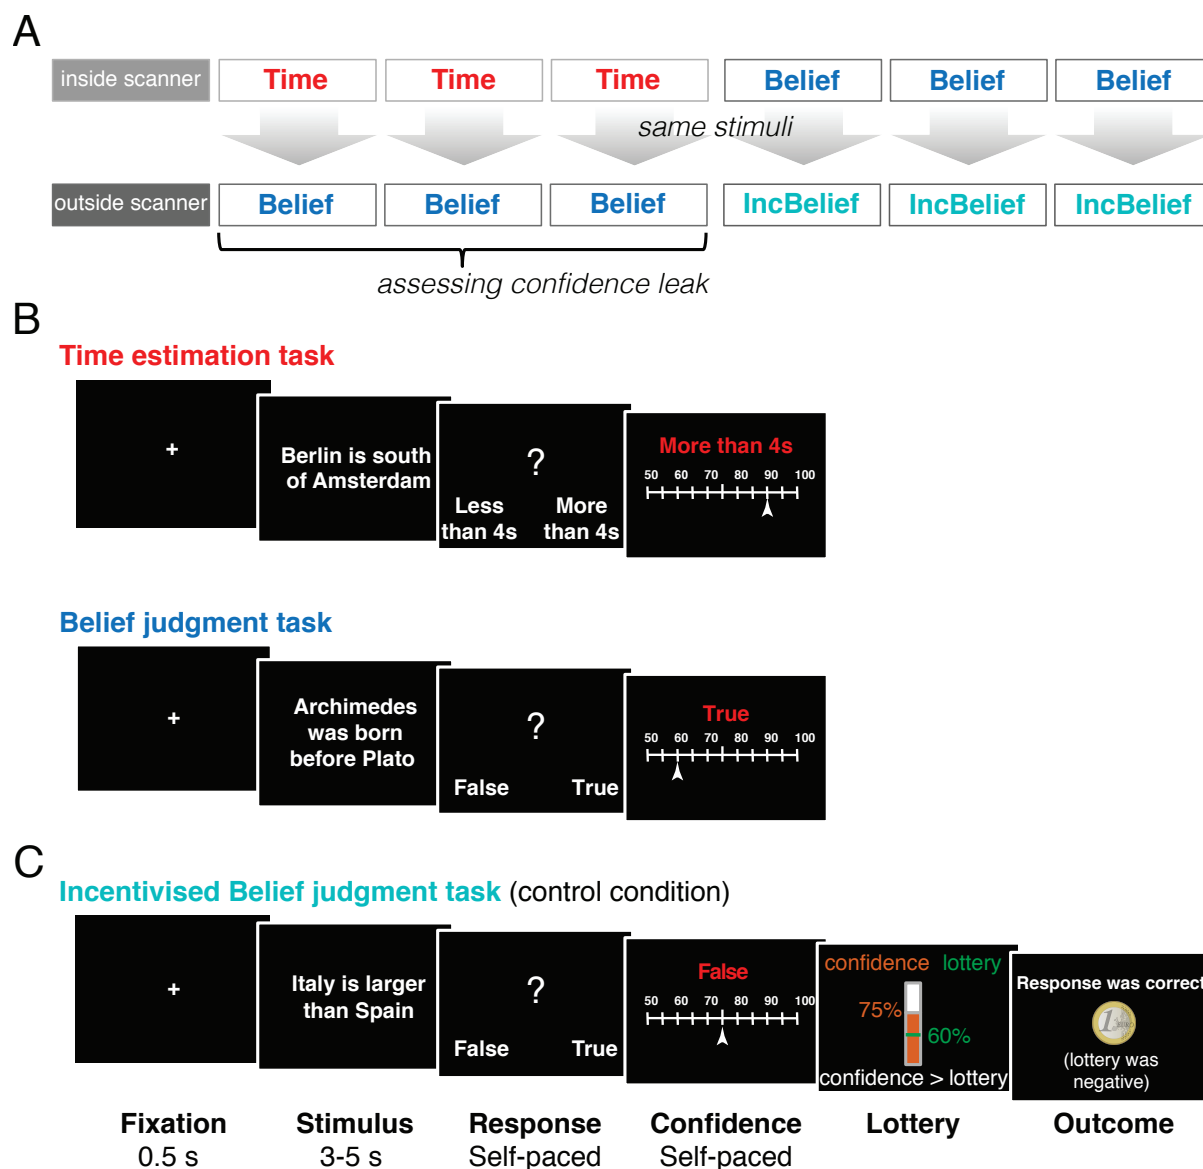 A
inside scanner Time Time Time Belief Belief Belief
same stimuli
outside scanner Belief Belief Belief IncBelief IncBelief IncBelief
assessing confidence leak
B
Time estimation task
+
Berlin is south
of Amsterdam
?
Less
than 4s
More
than 4s
More than 4s
50 60 70 80 90 100
Belief judgment task
+
Archimedes
was born
before Plato
?
False True
True
50 60 70 80 90 100
C
Incentivised Belief judgment task (control condition)
+
Italy is larger
than Spain
?
False True
False
50 60 70 80 90 100
confidence lottery
75%
60%
confidence > lottery
Response was correct
1
(lottery was
negative)
Fixation
0.5 s
Stimulus
3-5 s
Response
Self-paced
Confidence
Self-paced
Lottery
Outcome